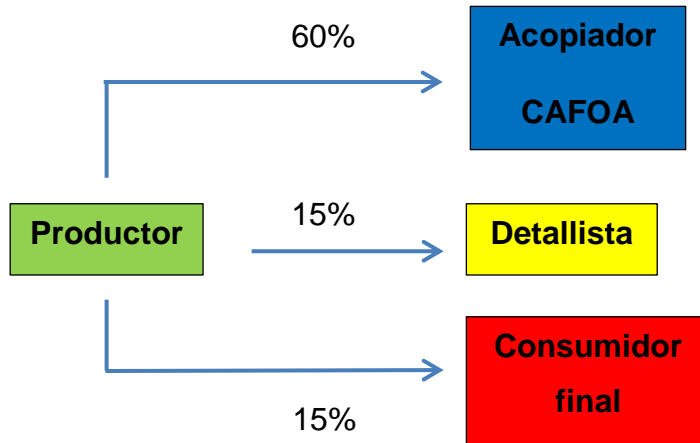 60%
Acopiador
CAFOA
Productor
15%
Detallista
Consumidor
final
15%